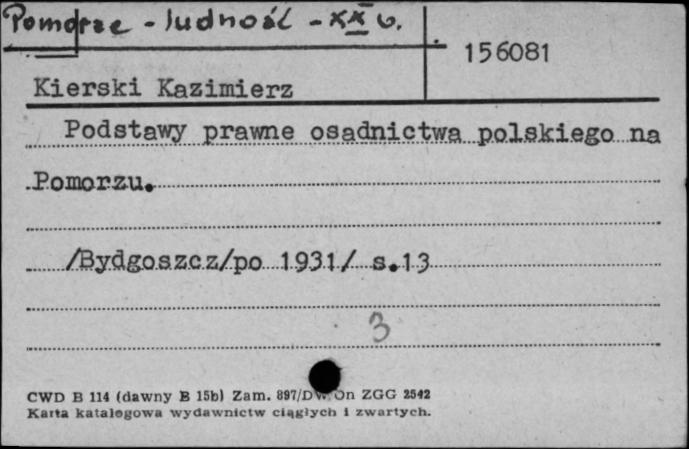 Pomorze - ludność - XX w.
156081
Kierski Kazimierz
Podstawy prawne osadnictwa polskiego na
Pomorzu.
/Bydgoszcz/po 1931/ s.13
3
CWD B 114 (dawny B 15b) Zam. 897/DW/On ZGG 2542
Karta katalogowa wydawnictw ciągłych i zwartych.